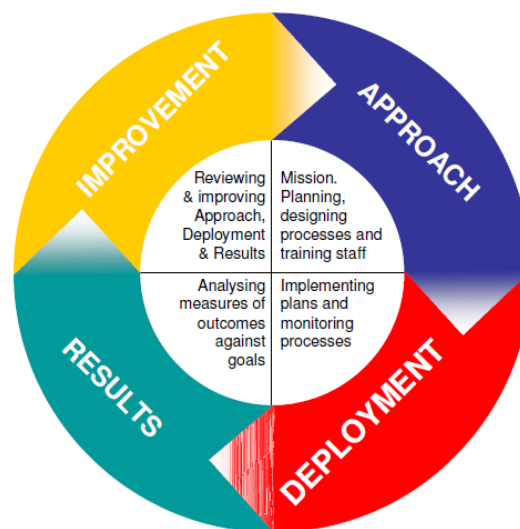 IMPROVEMENT
APPROACH
Reviewing
& improving
Approach,
Deployment
& Results
Mission.
Planning,
designing
processes and
training staff
Analysing
measures of
outcomes
against
goals
Implementing
plans and
monitoring
processes
RESULTS
DEPLOYMENT